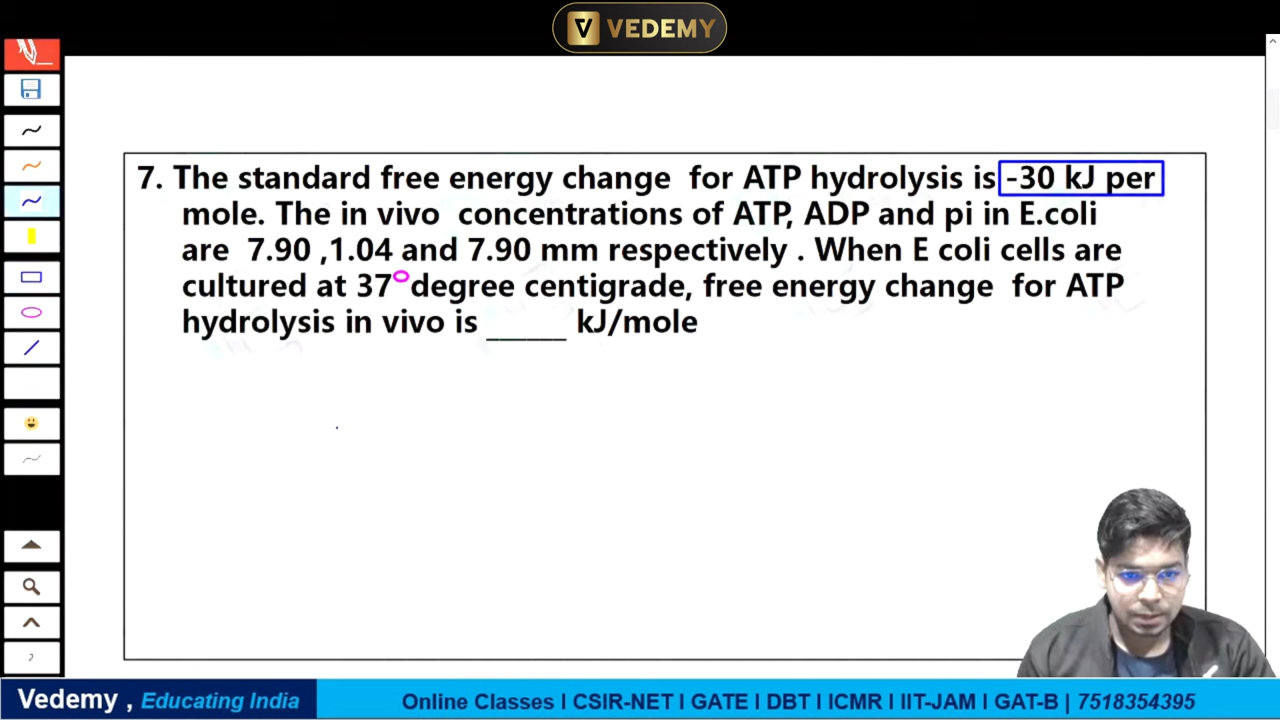 VEDEMY
7. The standard free energy change for ATP hydrolysis is -30 kJ per
mole. The in vivo concentrations of ATP, ADP and pi in E.coli
are 7.90 ,1.04 and 7.90 mm respectively . When E coli cells are
cultured at 37° degree centigrade, free energy change for ATP
hydrolysis in vivo is ______ kJ/mole
Vedemy , Educating India
Online Classes I CSIR-NET I GATE I DBT I ICMR I IIT-JAM I GAT-B | 7518354395